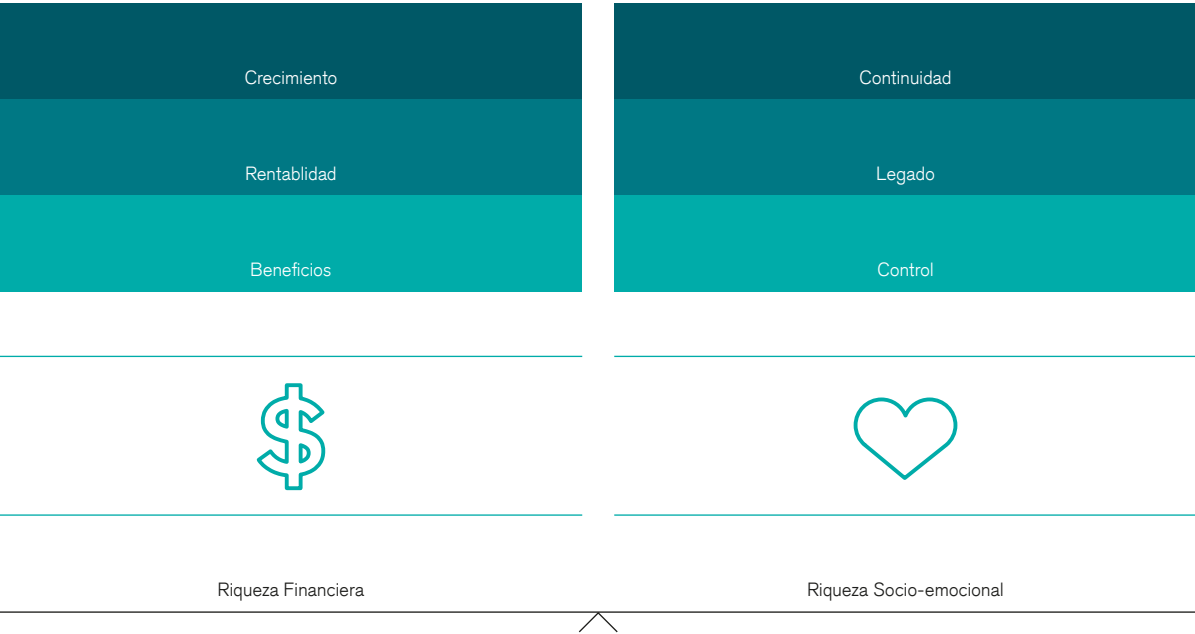 Crecimiento
Continuidad
Rentablidad
Legado
Beneficios
Control
Riqueza Financiera
Riqueza Socio-emocional